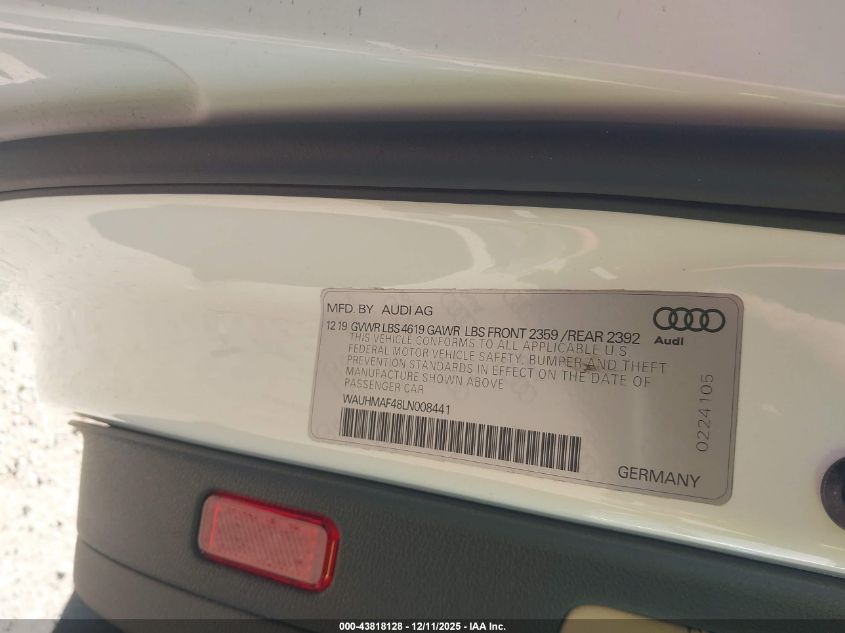 MFD. BY AUDI AG
12 19 GVWR LBS 4619 GAWR LBS FRONT 2359 /REAR 2392
THIS VEHICLE CONFORMS TO ALL APPLICABLE U S
FEDERAL MOTOR VEHICLE SAFETY, BUMPER AND THEFT
PREVENTION STANDARDS IN EFFECT ON THE DATE OF
MANUFACTURE SHOWN ABOVE
PASSENGER CAR
WAUHMAF48LN008441
Audi
0224105
GERMANY
000-43818128 - 12/11/2025 - IAA Inc.